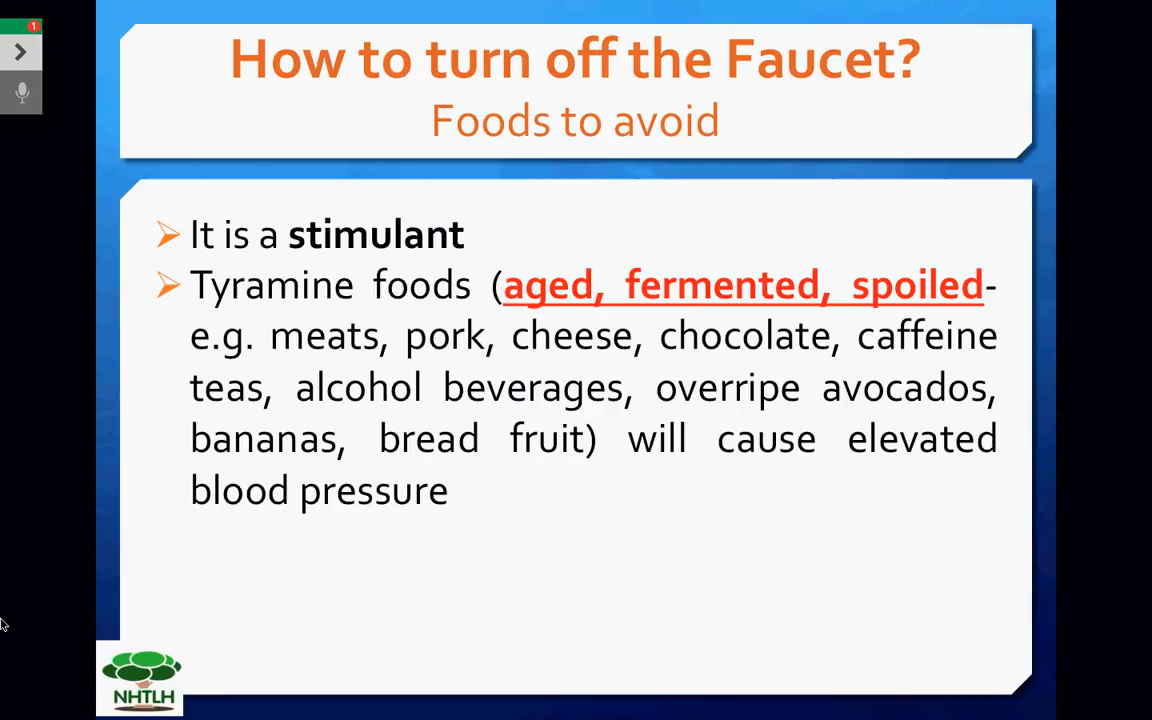 1
How to turn off the Faucet?
Foods to avoid
It is a stimulant
Tyramine foods (aged, fermented, spoiled-
e.g. meats, pork, cheese, chocolate, caffeine
teas, alcohol beverages, overripe avocados,
bananas, bread fruit) will cause elevated
blood pressure
NHTLH